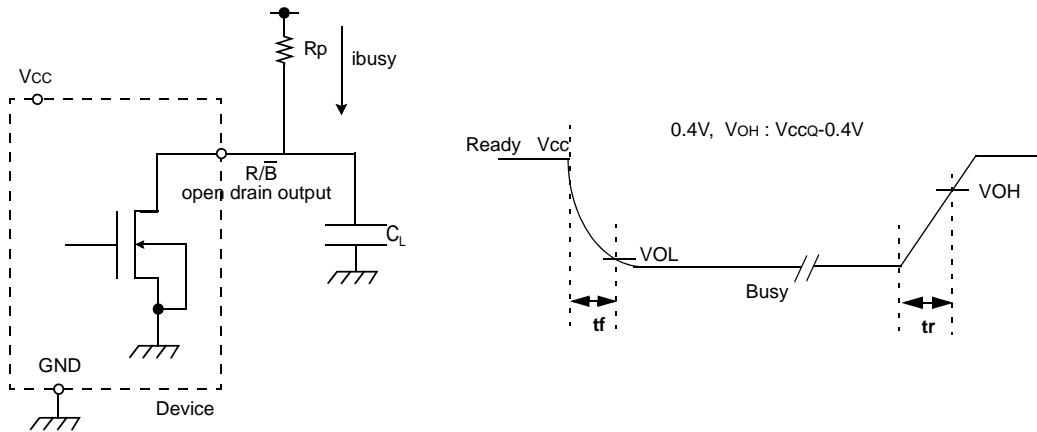 Rp
ibusy
VCC
R/B̅
open drain output
CL
GND
Device
0.4V, VOH : VCCQ-0.4V
Ready Vcc
VOH
VOL
Busy
tf
tr